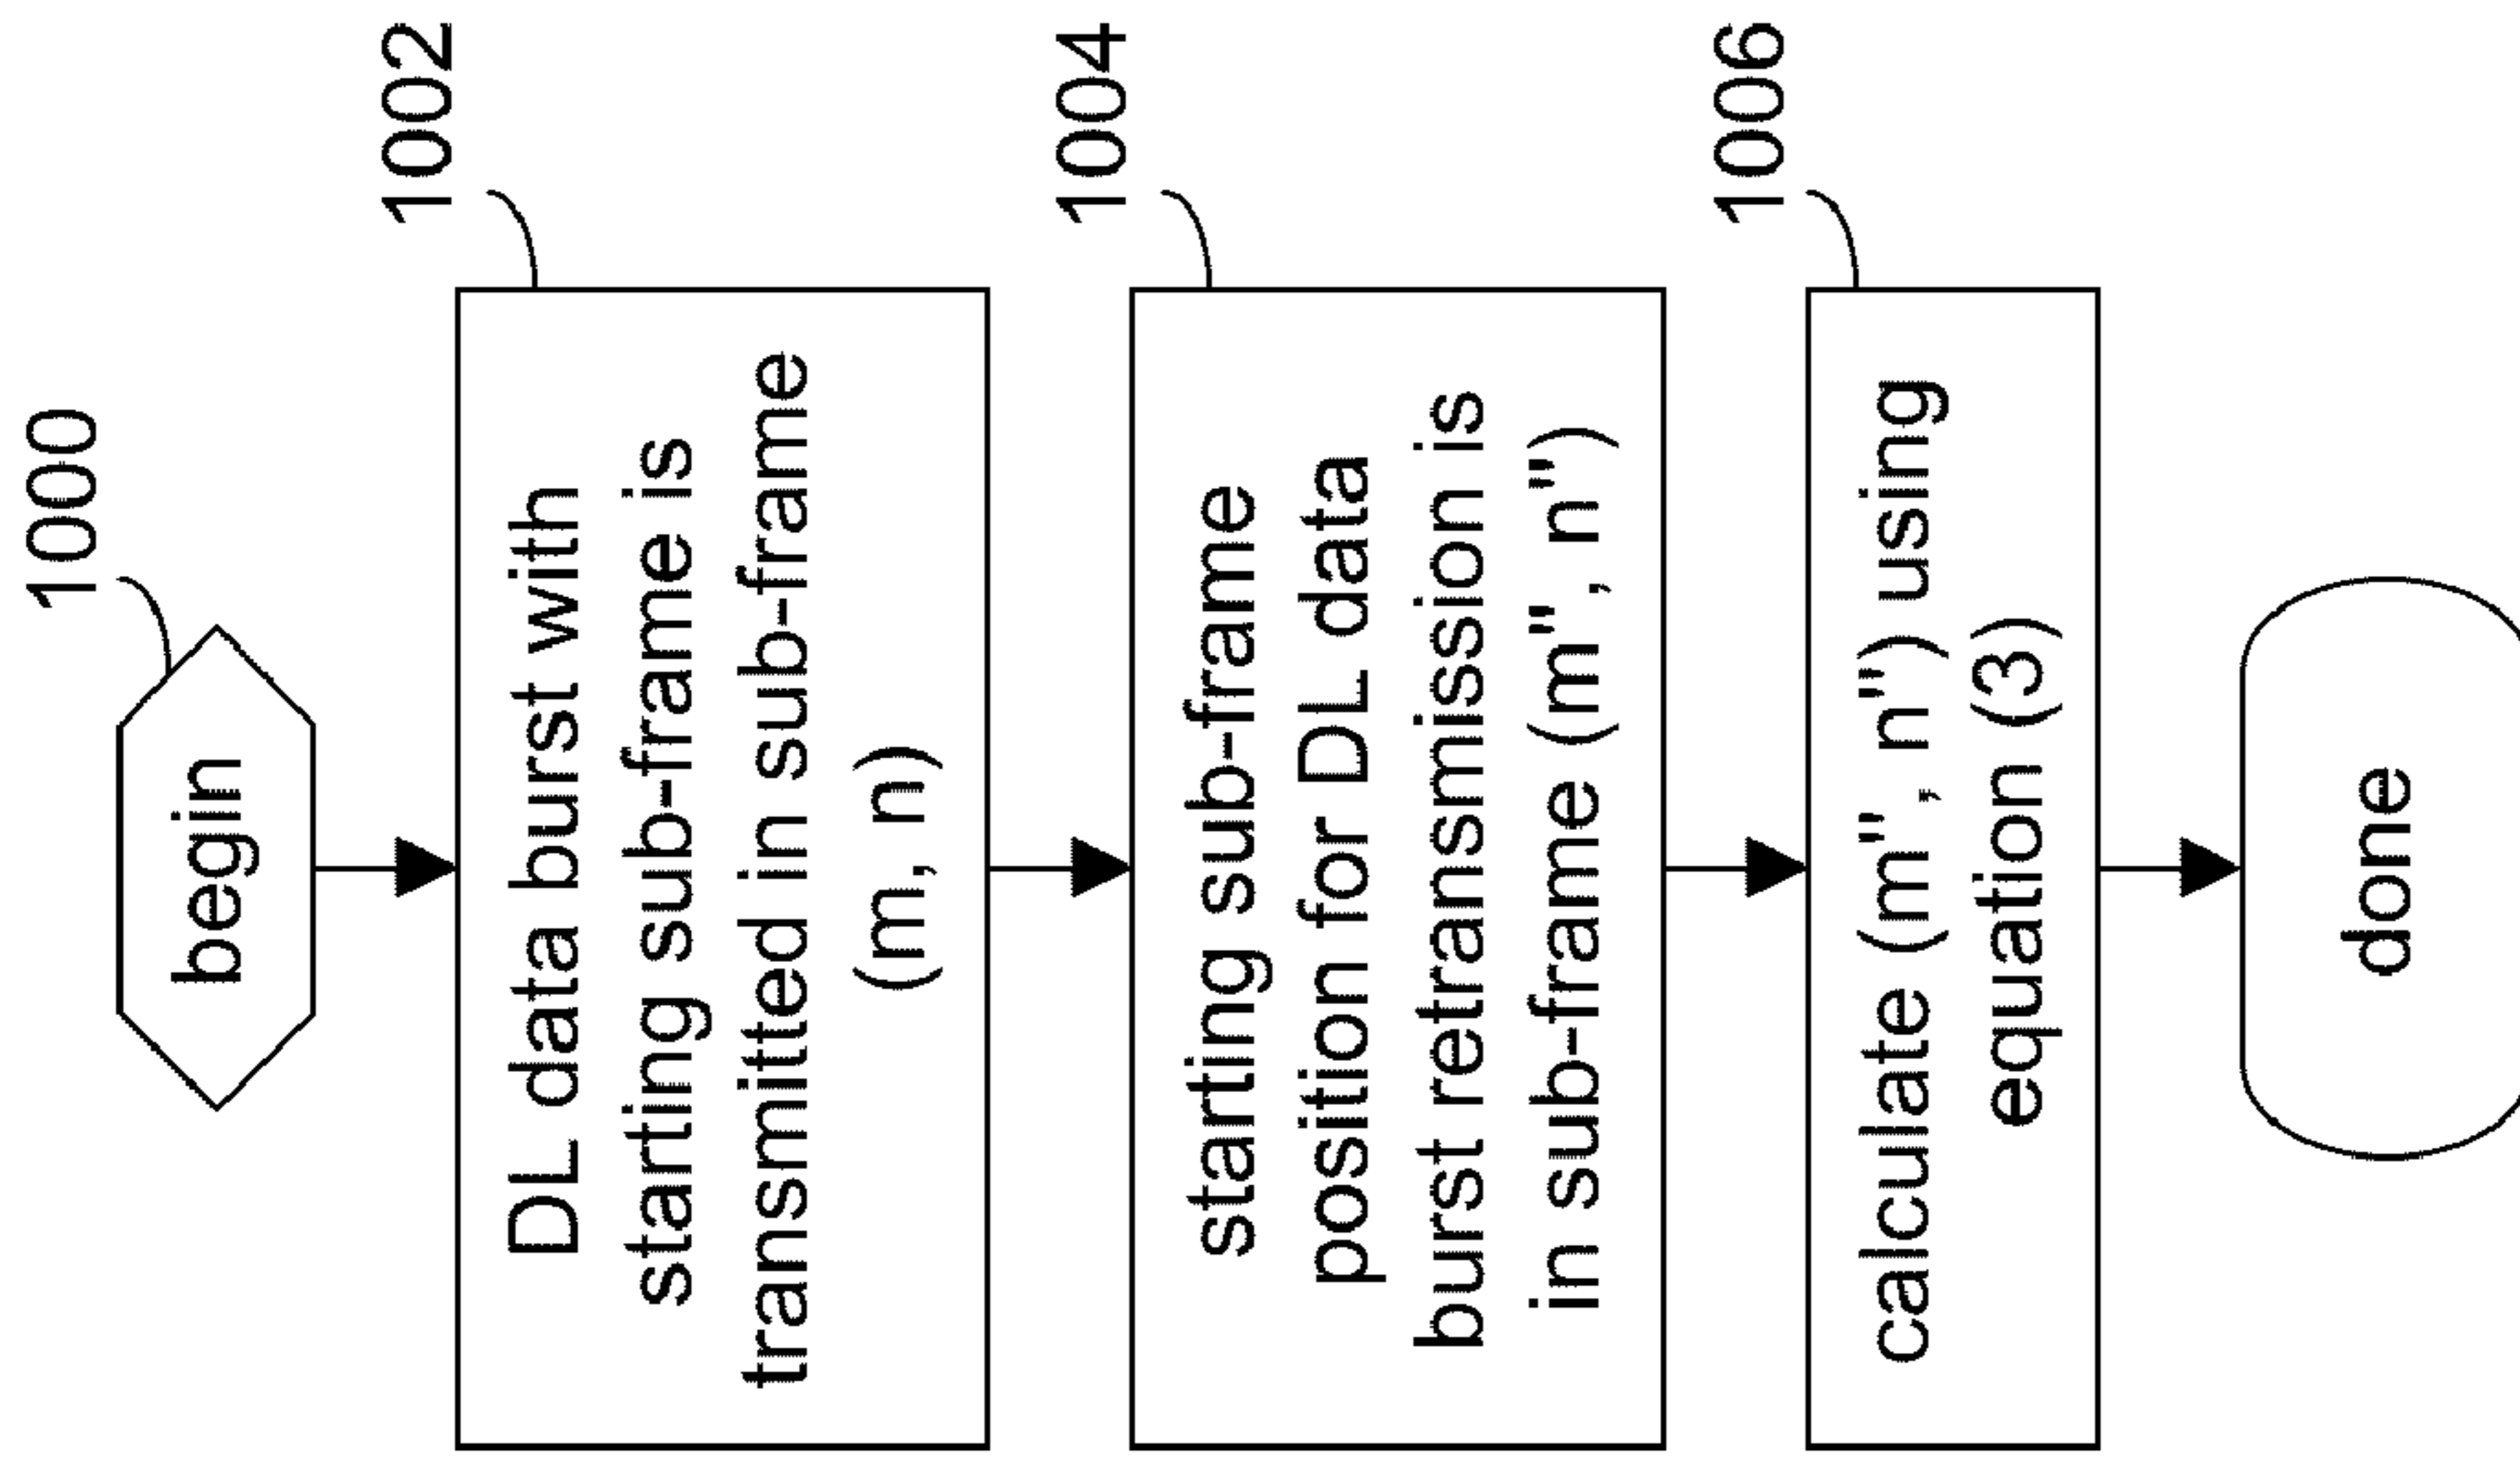 1000
begin
1002
DL data burst with
starting sub-frame is
transmitted in sub-frame
(m, n)
1004
starting sub-frame
position for DL data
burst retransmission is
in sub-frame (m", n")
1006
calculate (m", n") using
equation (3)
done